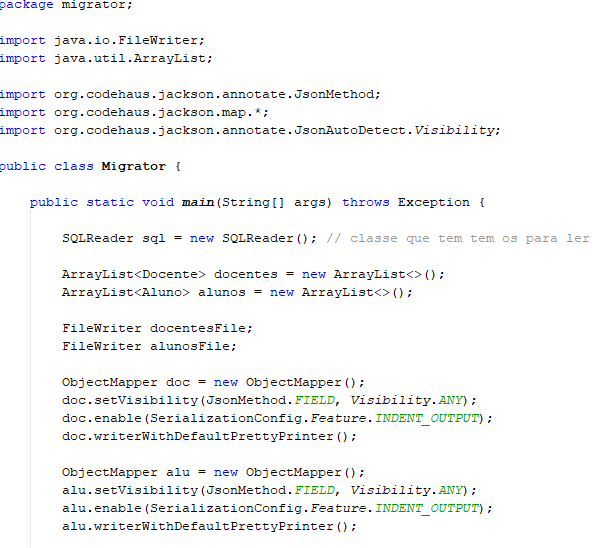 package migrator;
import java.io.FileWriter;
import java.util.ArrayList;
import org.codehaus.jackson.annotate.JsonMethod;
import org.codehaus.jackson.map.*;
import org.codehaus.jackson.annotate.JsonAutoDetect.Visibility;
public class Migrator {
public static void main(String[] args) throws Exception {
SQLReader sql = new SQLReader(); // classe que tem tem os para ler
ArrayList<Docente> docentes = new ArrayList<>();
ArrayList<Aluno> alunos = new ArrayList<>();
FileWriter docentesFile;
FileWriter alunosFile;
ObjectMapper doc = new ObjectMapper();
doc.setVisibility(JsonMethod.FIELD, Visibility.ANY);
doc.enable(SerializationConfig.Feature.INDENT_OUTPUT);
doc.writerWithDefaultPrettyPrinter();
ObjectMapper alu = new ObjectMapper();
alu.setVisibility(JsonMethod.FIELD, Visibility.ANY);
alu.enable(SerializationConfig.Feature.INDENT_OUTPUT);
alu.writerWithDefaultPrettyPrinter();